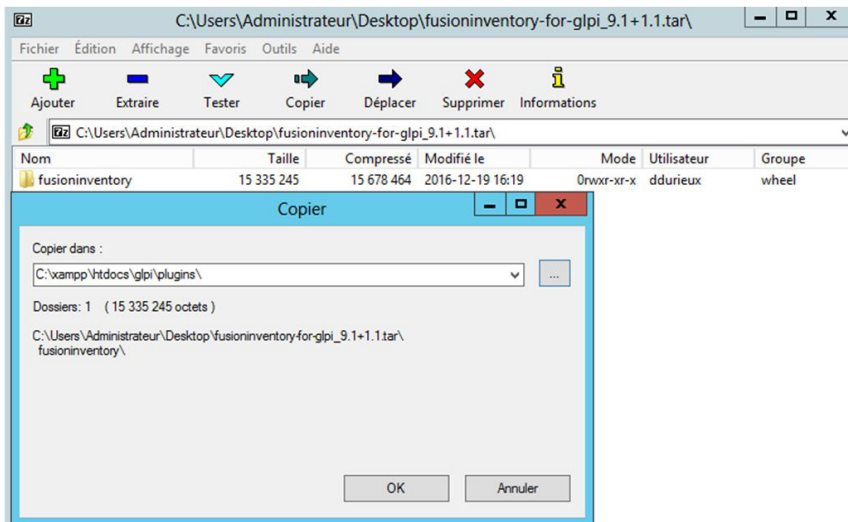 C:\Users\Administrateur\Desktop\fusioninventory-for-glpi_9.1+1.1.tar\
Fichier Édition Affichage Favoris Outils Aide
Ajouter Extraire Tester Copier Déplacer Supprimer Informations
C:\Users\Administrateur\Desktop\fusioninventory-for-glpi_9.1+1.1.tar\
Nom Taille Compressé Modifié le Mode Utilisateur Groupe
fusioninventory 15 335 245 15 678 464 2016-12-19 16:19 0rwxr-xr-x ddurieux wheel
Copier
Copier dans :
C:\xampp\htdocs\glpi\plugins\
...
Dossiers: 1 ( 15 335 245 octets )
C:\Users\Administrateur\Desktop\fusioninventory-for-glpi_9.1+1.1.tar\
fusioninventory\
OK Annuler